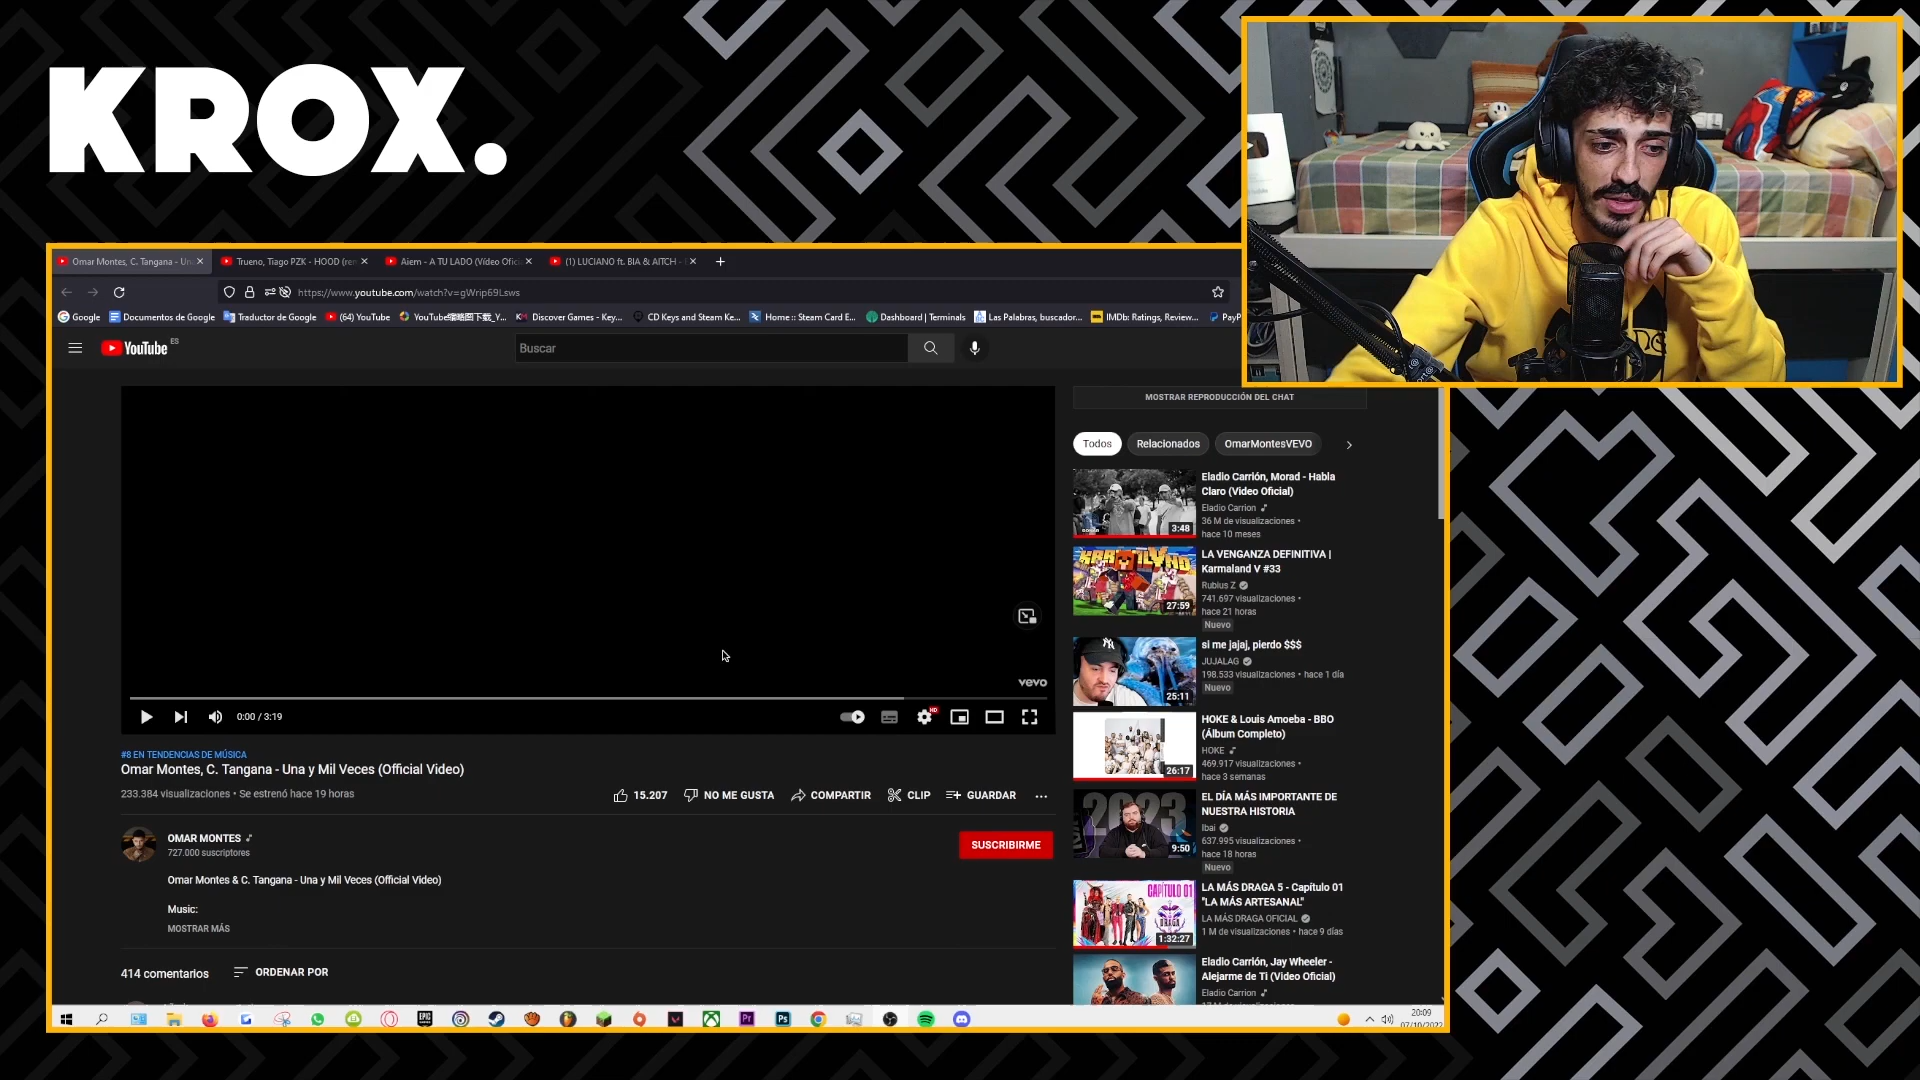 KROX.
Omar Montes, C. Tangana - Un
Trueno, Tiago PZK - HOOD (re
Aiem - A TU LADO (Vídeo Ofic
(1) LUCIANO ft. BIA & AITCH -
https://www.youtube.com/watch?v=gWrip69Lsws
Google
Documentos de Google
Traductor de Google
(64) YouTube
Discover Games - Key...
CD Keys and Steam Ke...
Home :: Steam Card E...
Dashboard | Terminals
Las Palabras, buscador...
IMDb: Ratings, Review...
PayP
YouTube ES
Buscar
vevo
0:00 / 3:19
HD
#8 EN TENDENCIAS DE MÚSICA
Omar Montes, C. Tangana - Una y Mil Veces (Official Video)
233.384 visualizaciones • Se estrenó hace 19 horas
15.207
NO ME GUSTA
COMPARTIR
CLIP
GUARDAR
OMAR MONTES
727.000 suscriptores
SUSCRIBIRME
Omar Montes & C. Tangana - Una y Mil Veces (Official Video)
Music:
MOSTRAR MÁS
414 comentarios
ORDENAR POR
MOSTRAR REPRODUCCIÓN DEL CHAT
Todos
Relacionados
OmarMontesVEVO
3:48
Eladio Carrión, Morad - Habla
Claro (Video Oficial)
Eladio Carrion
36 M de visualizaciones •
hace 10 meses
27:59
LA VENGANZA DEFINITIVA |
Karmaland V #33
Rubius Z
741.697 visualizaciones •
hace 21 horas
Nuevo
25:11
si me jajaj, pierdo $$$
JUJALAG
198.533 visualizaciones • hace 1 día
Nuevo
26:17
HOKE & Louis Amoeba - BBO
(Álbum Completo)
HOKE
469.917 visualizaciones •
hace 3 semanas
2023
9:50
EL DÍA MÁS IMPORTANTE DE
NUESTRA HISTORIA
Ibai
637.995 visualizaciones •
hace 18 horas
Nuevo
CAPÍTULO 01
DRAGA
1:32:27
LA MÁS DRAGA 5 - Capítulo 01
"LA MÁS ARTESANAL"
LA MÁS DRAGA OFICIAL
1 M de visualizaciones • hace 9 días
Eladio Carrión, Jay Wheeler -
Alejarme de Ti (Video Oficial)
Eladio Carrion
EPIC
Pr
Ps
20:09